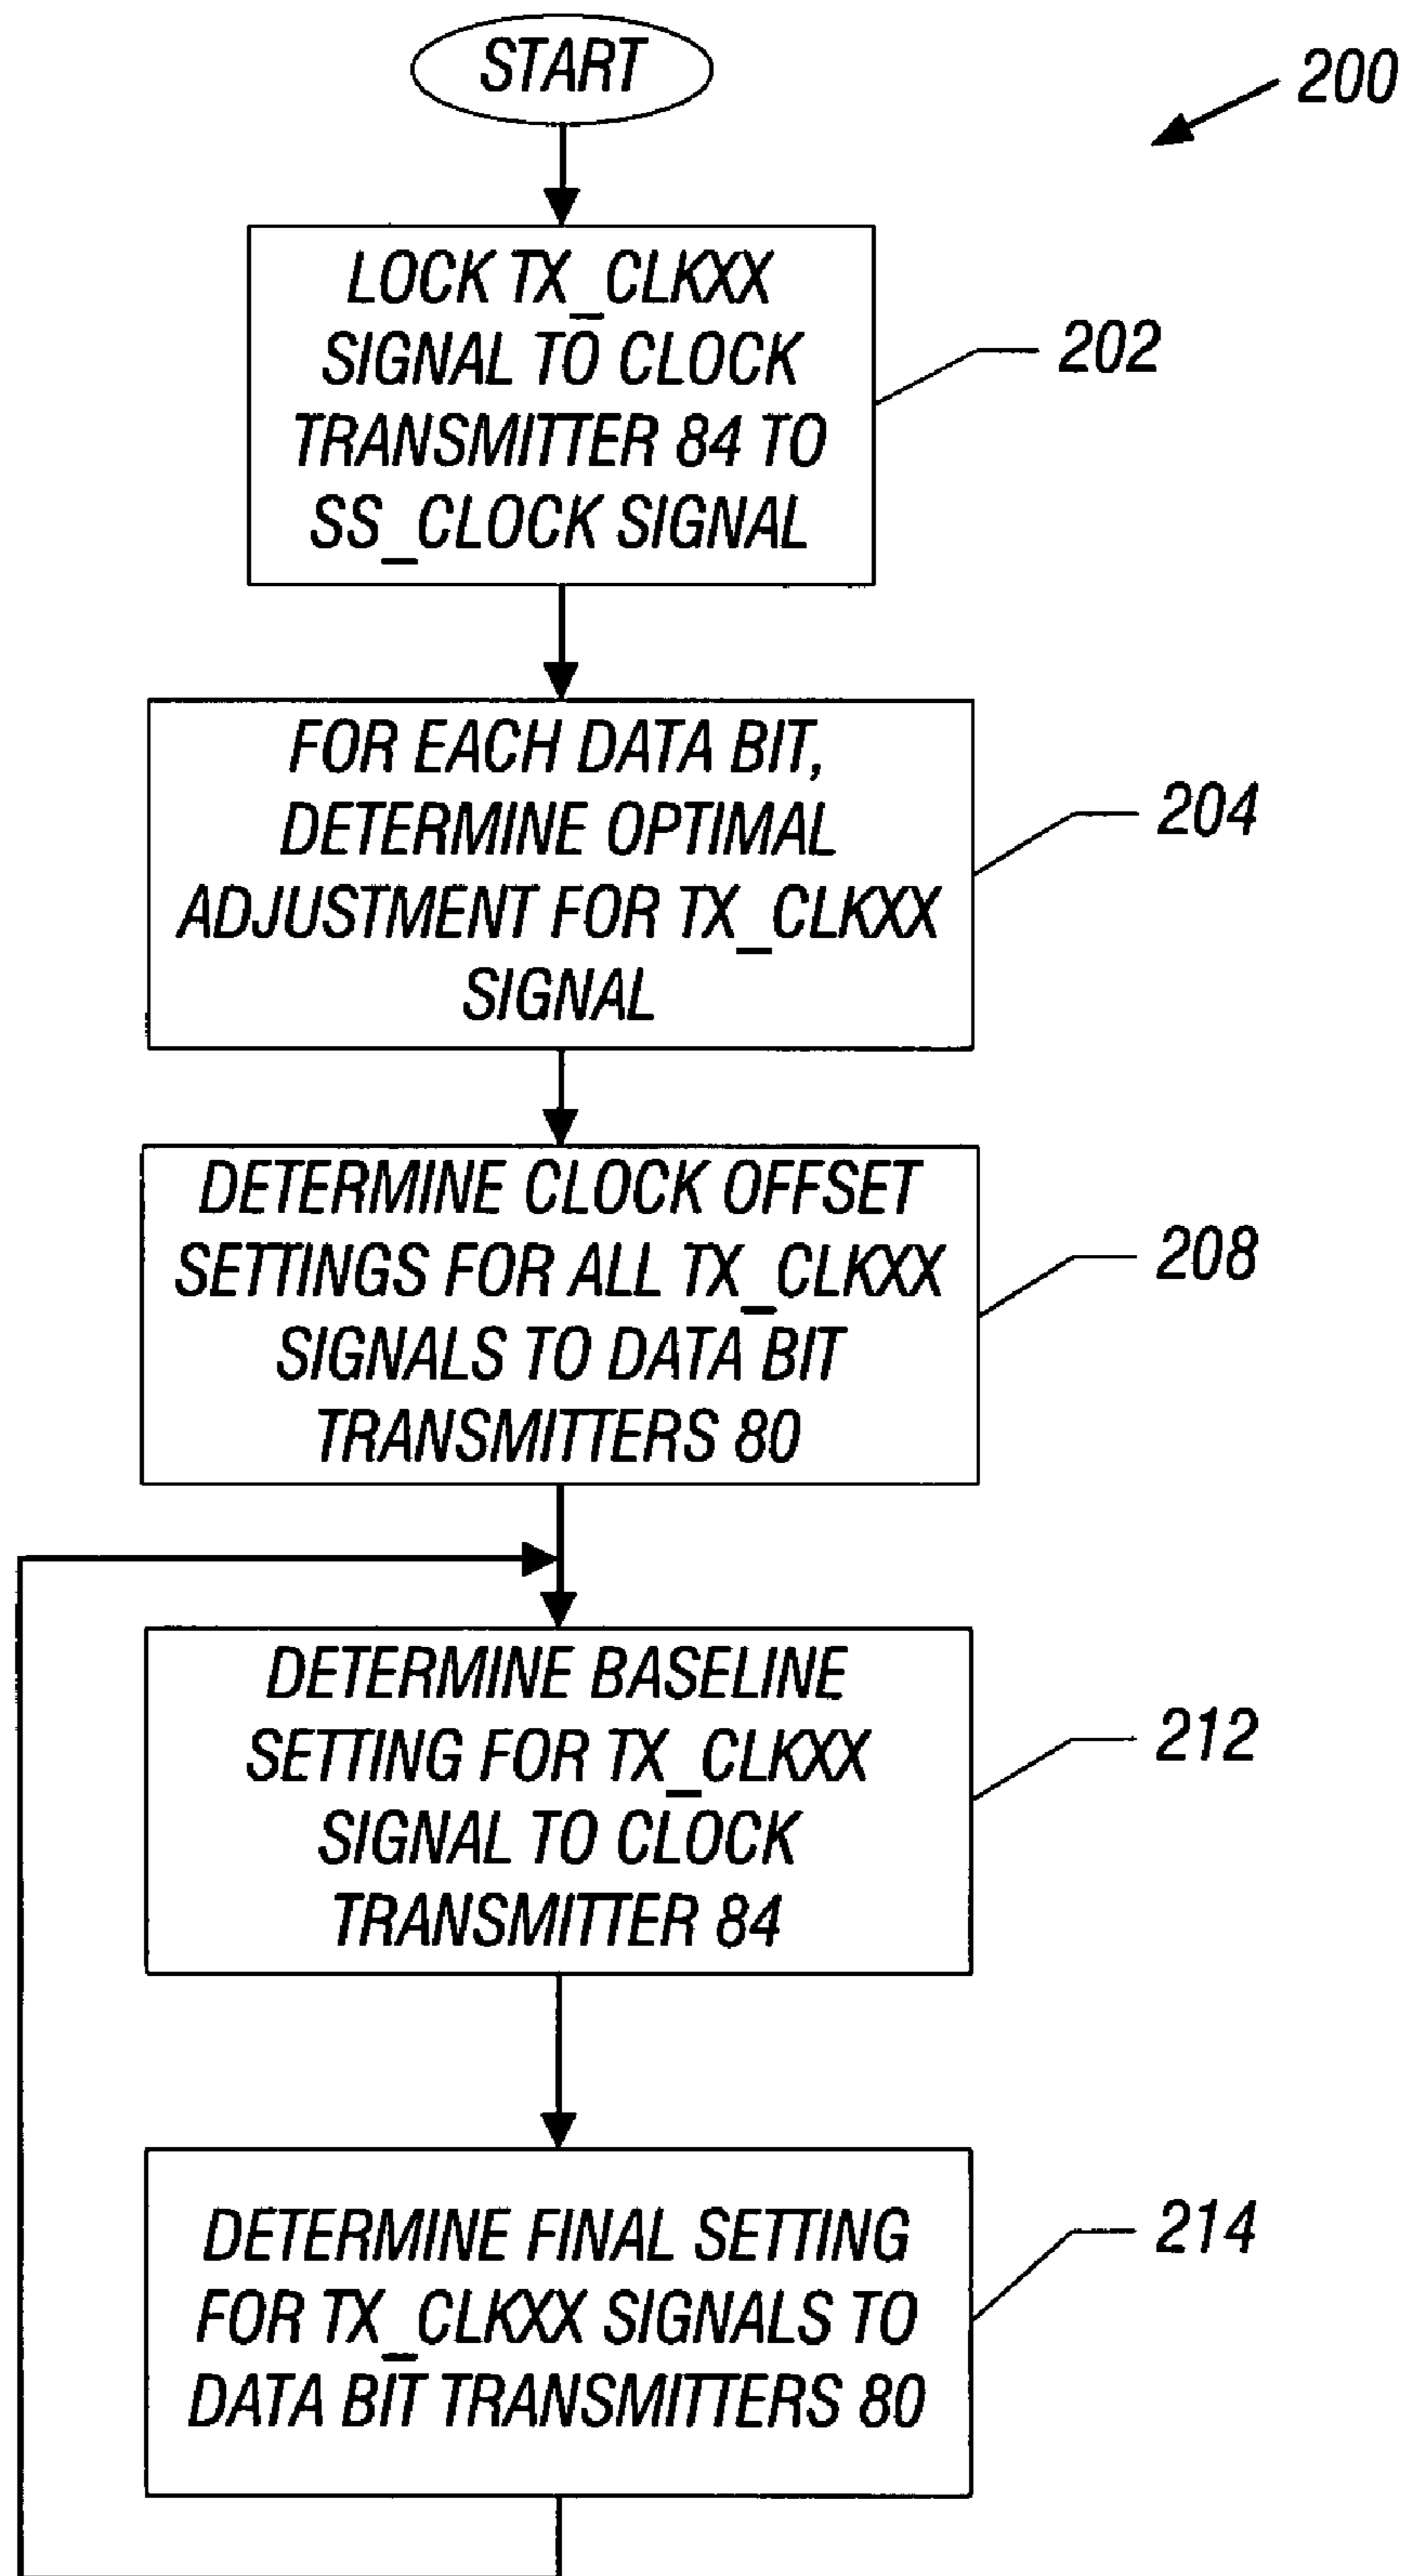 START
200
LOCK TX_CLKXX
SIGNAL TO CLOCK
TRANSMITTER 84 TO
SS_CLOCK SIGNAL
202
FOR EACH DATA BIT,
DETERMINE OPTIMAL
ADJUSTMENT FOR TX_CLKXX
SIGNAL
204
DETERMINE CLOCK OFFSET
SETTINGS FOR ALL TX_CLKXX
SIGNALS TO DATA BIT
TRANSMITTERS 80
208
DETERMINE BASELINE
SETTING FOR TX_CLKXX
SIGNAL TO CLOCK
TRANSMITTER 84
212
DETERMINE FINAL SETTING
FOR TX_CLKXX SIGNALS TO
DATA BIT TRANSMITTERS 80
214